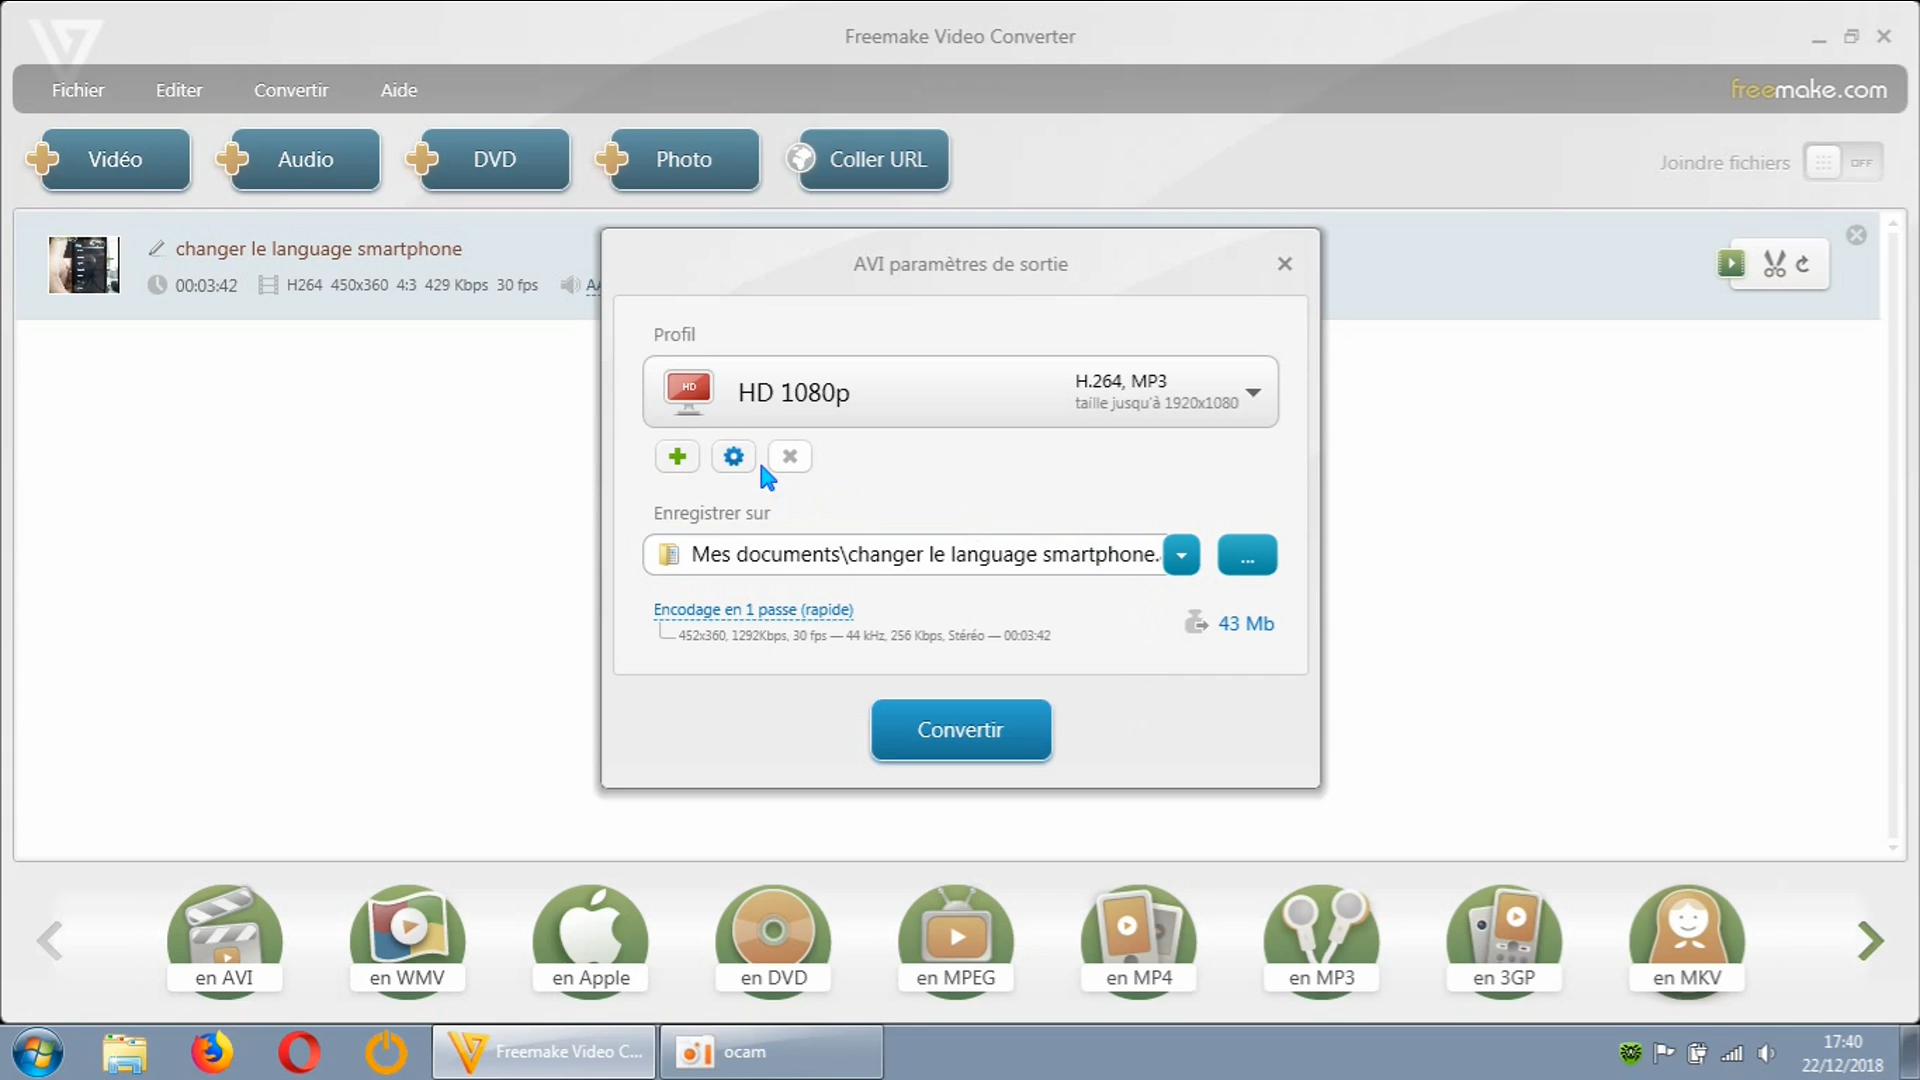 Freemake Video Converter
Fichier Editer Convertir Aide
freemake.com
Vidéo Audio DVD Photo Coller URL
Joindre fichiers OFF
changer le language smartphone
00:03:42 H264 450x360 4:3 429 Kbps 30 fps
AVI paramètres de sortie
Profil
HD
HD 1080p
H.264, MP3
taille jusqu'à 1920x1080
Enregistrer sur
Mes documents\changer le language smartphone.
...
Encodage en 1 passe (rapide)
452x360, 1292Kbps, 30 fps — 44 kHz, 256 Kbps, Stéréo — 00:03:42
43 Mb
Convertir
en AVI en WMV en Apple en DVD en MPEG en MP4 en MP3 en 3GP en MKV
Freemake Video C...
ocam
17:40
22/12/2018